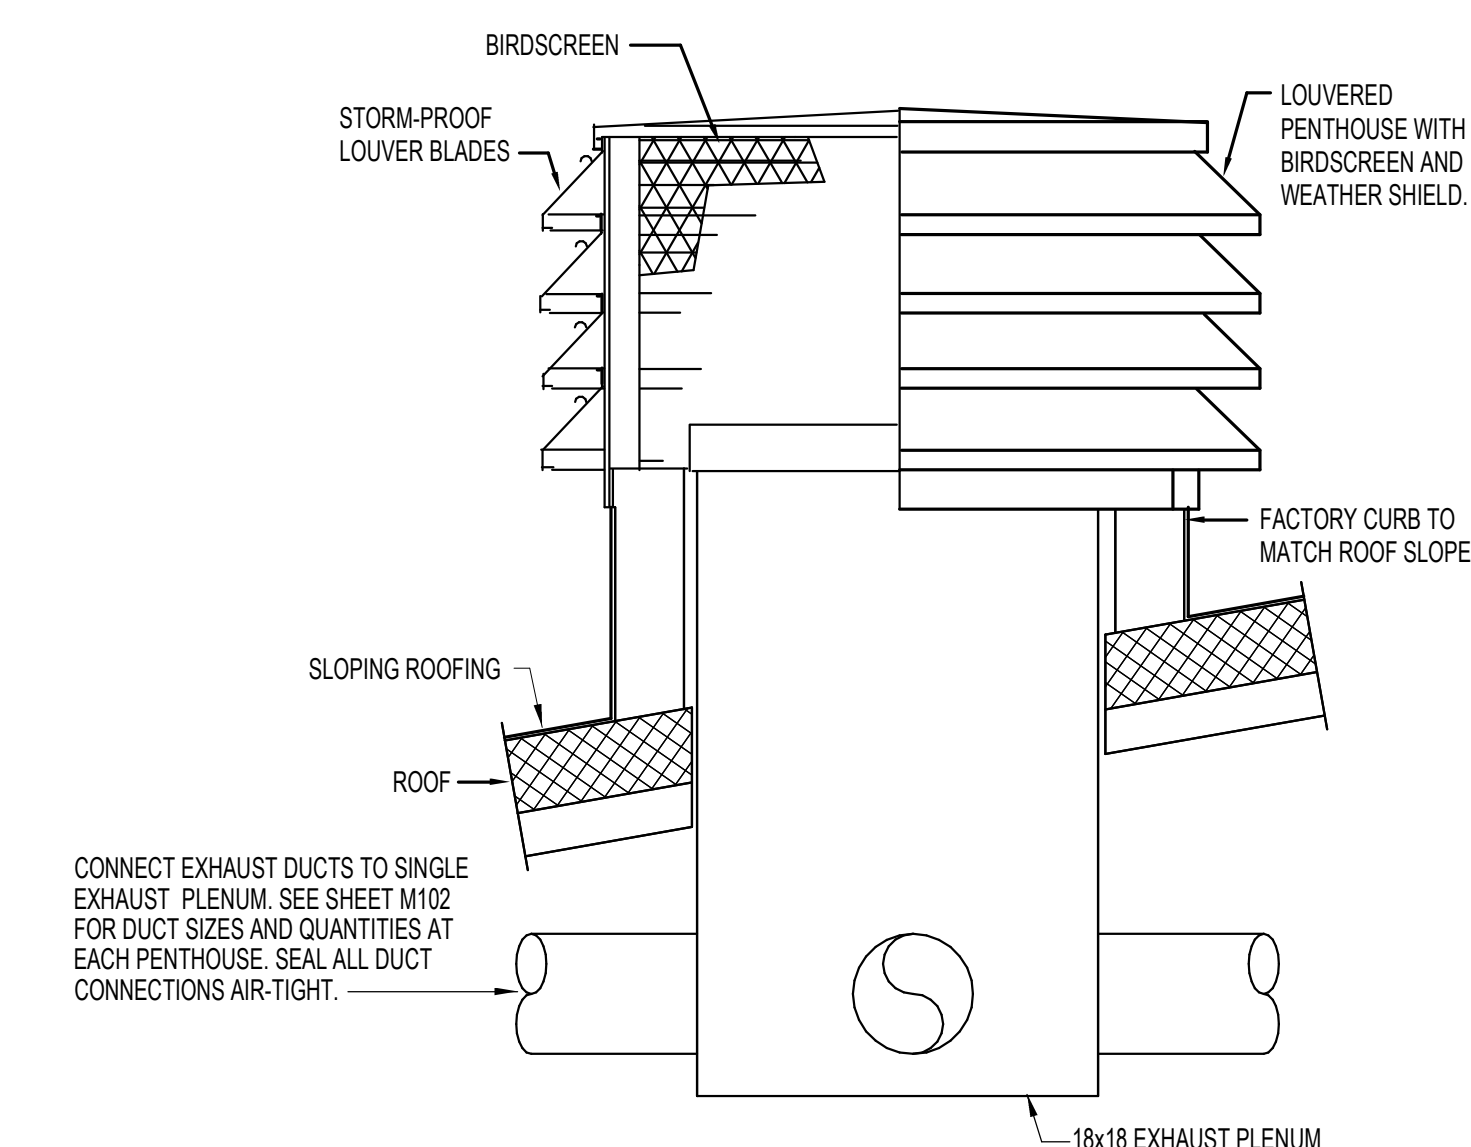 BIRDSCREEN
STORM-PROOF
LOUVER BLADES
LOUVERED
PENTHOUSE WITH
BIRDSCREEN AND
WEATHER SHIELD.
FACTORY CURB TO
MATCH ROOF SLOPE
SLOPING ROOFING
ROOF
CONNECT EXHAUST DUCTS TO SINGLE
EXHAUST PLENUM. SEE SHEET M102
FOR DUCT SIZES AND QUANTITIES AT
EACH PENTHOUSE. SEAL ALL DUCT
CONNECTIONS AIR-TIGHT.
18x18 EXHAUST PLENUM